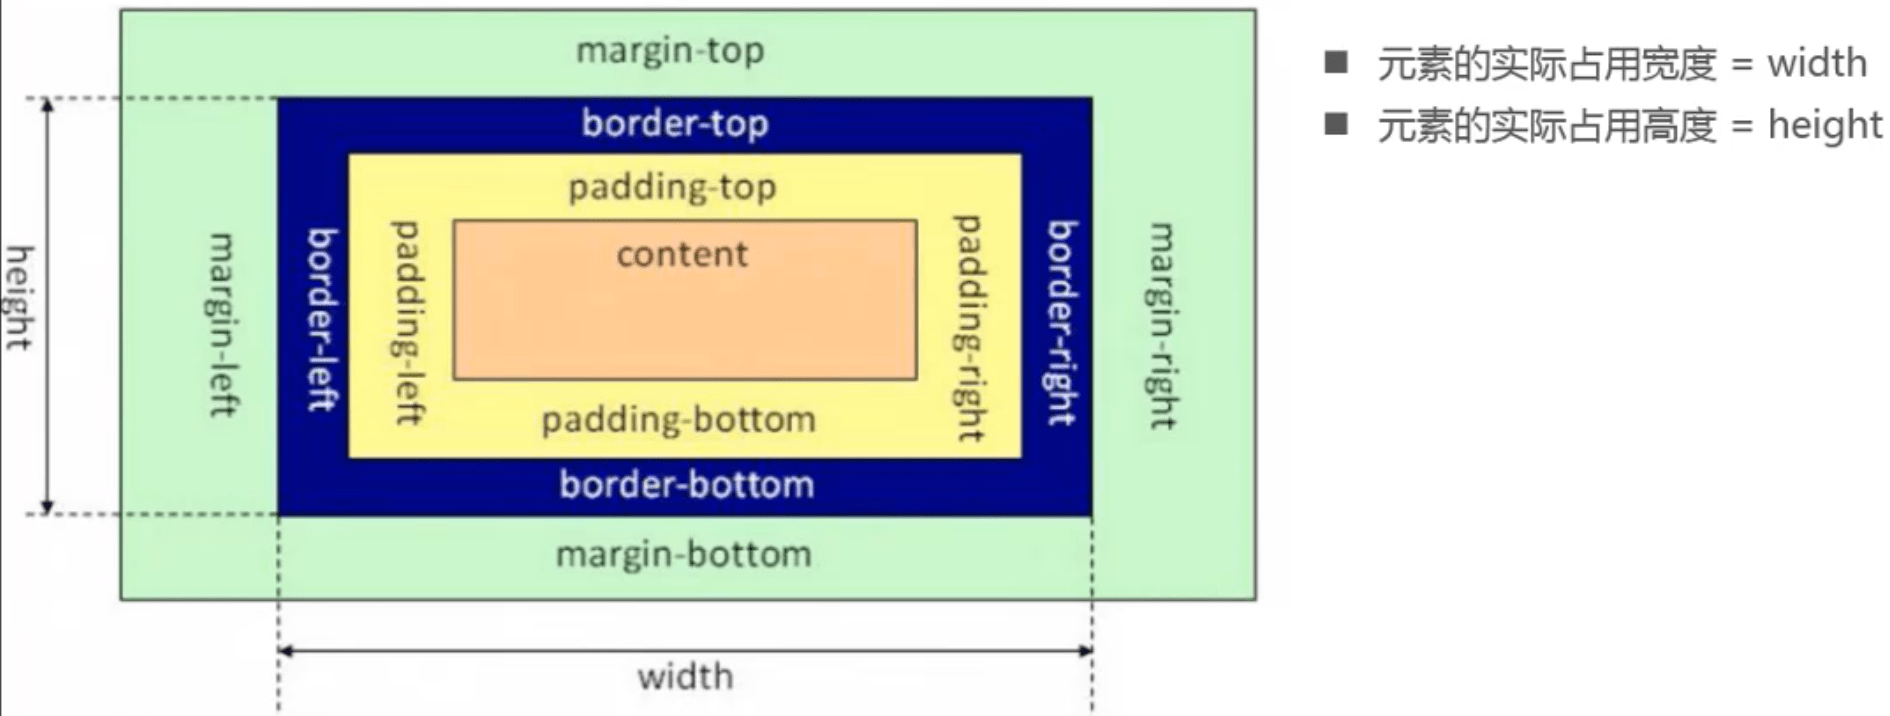 margin-top
border-top
padding-top
content
height
margin-left
border-left
padding-left
padding-right
border-right
margin-right
padding-bottom
border-bottom
margin-bottom
width
■ 元素的实际占用宽度 = width
■ 元素的实际占用高度 = height